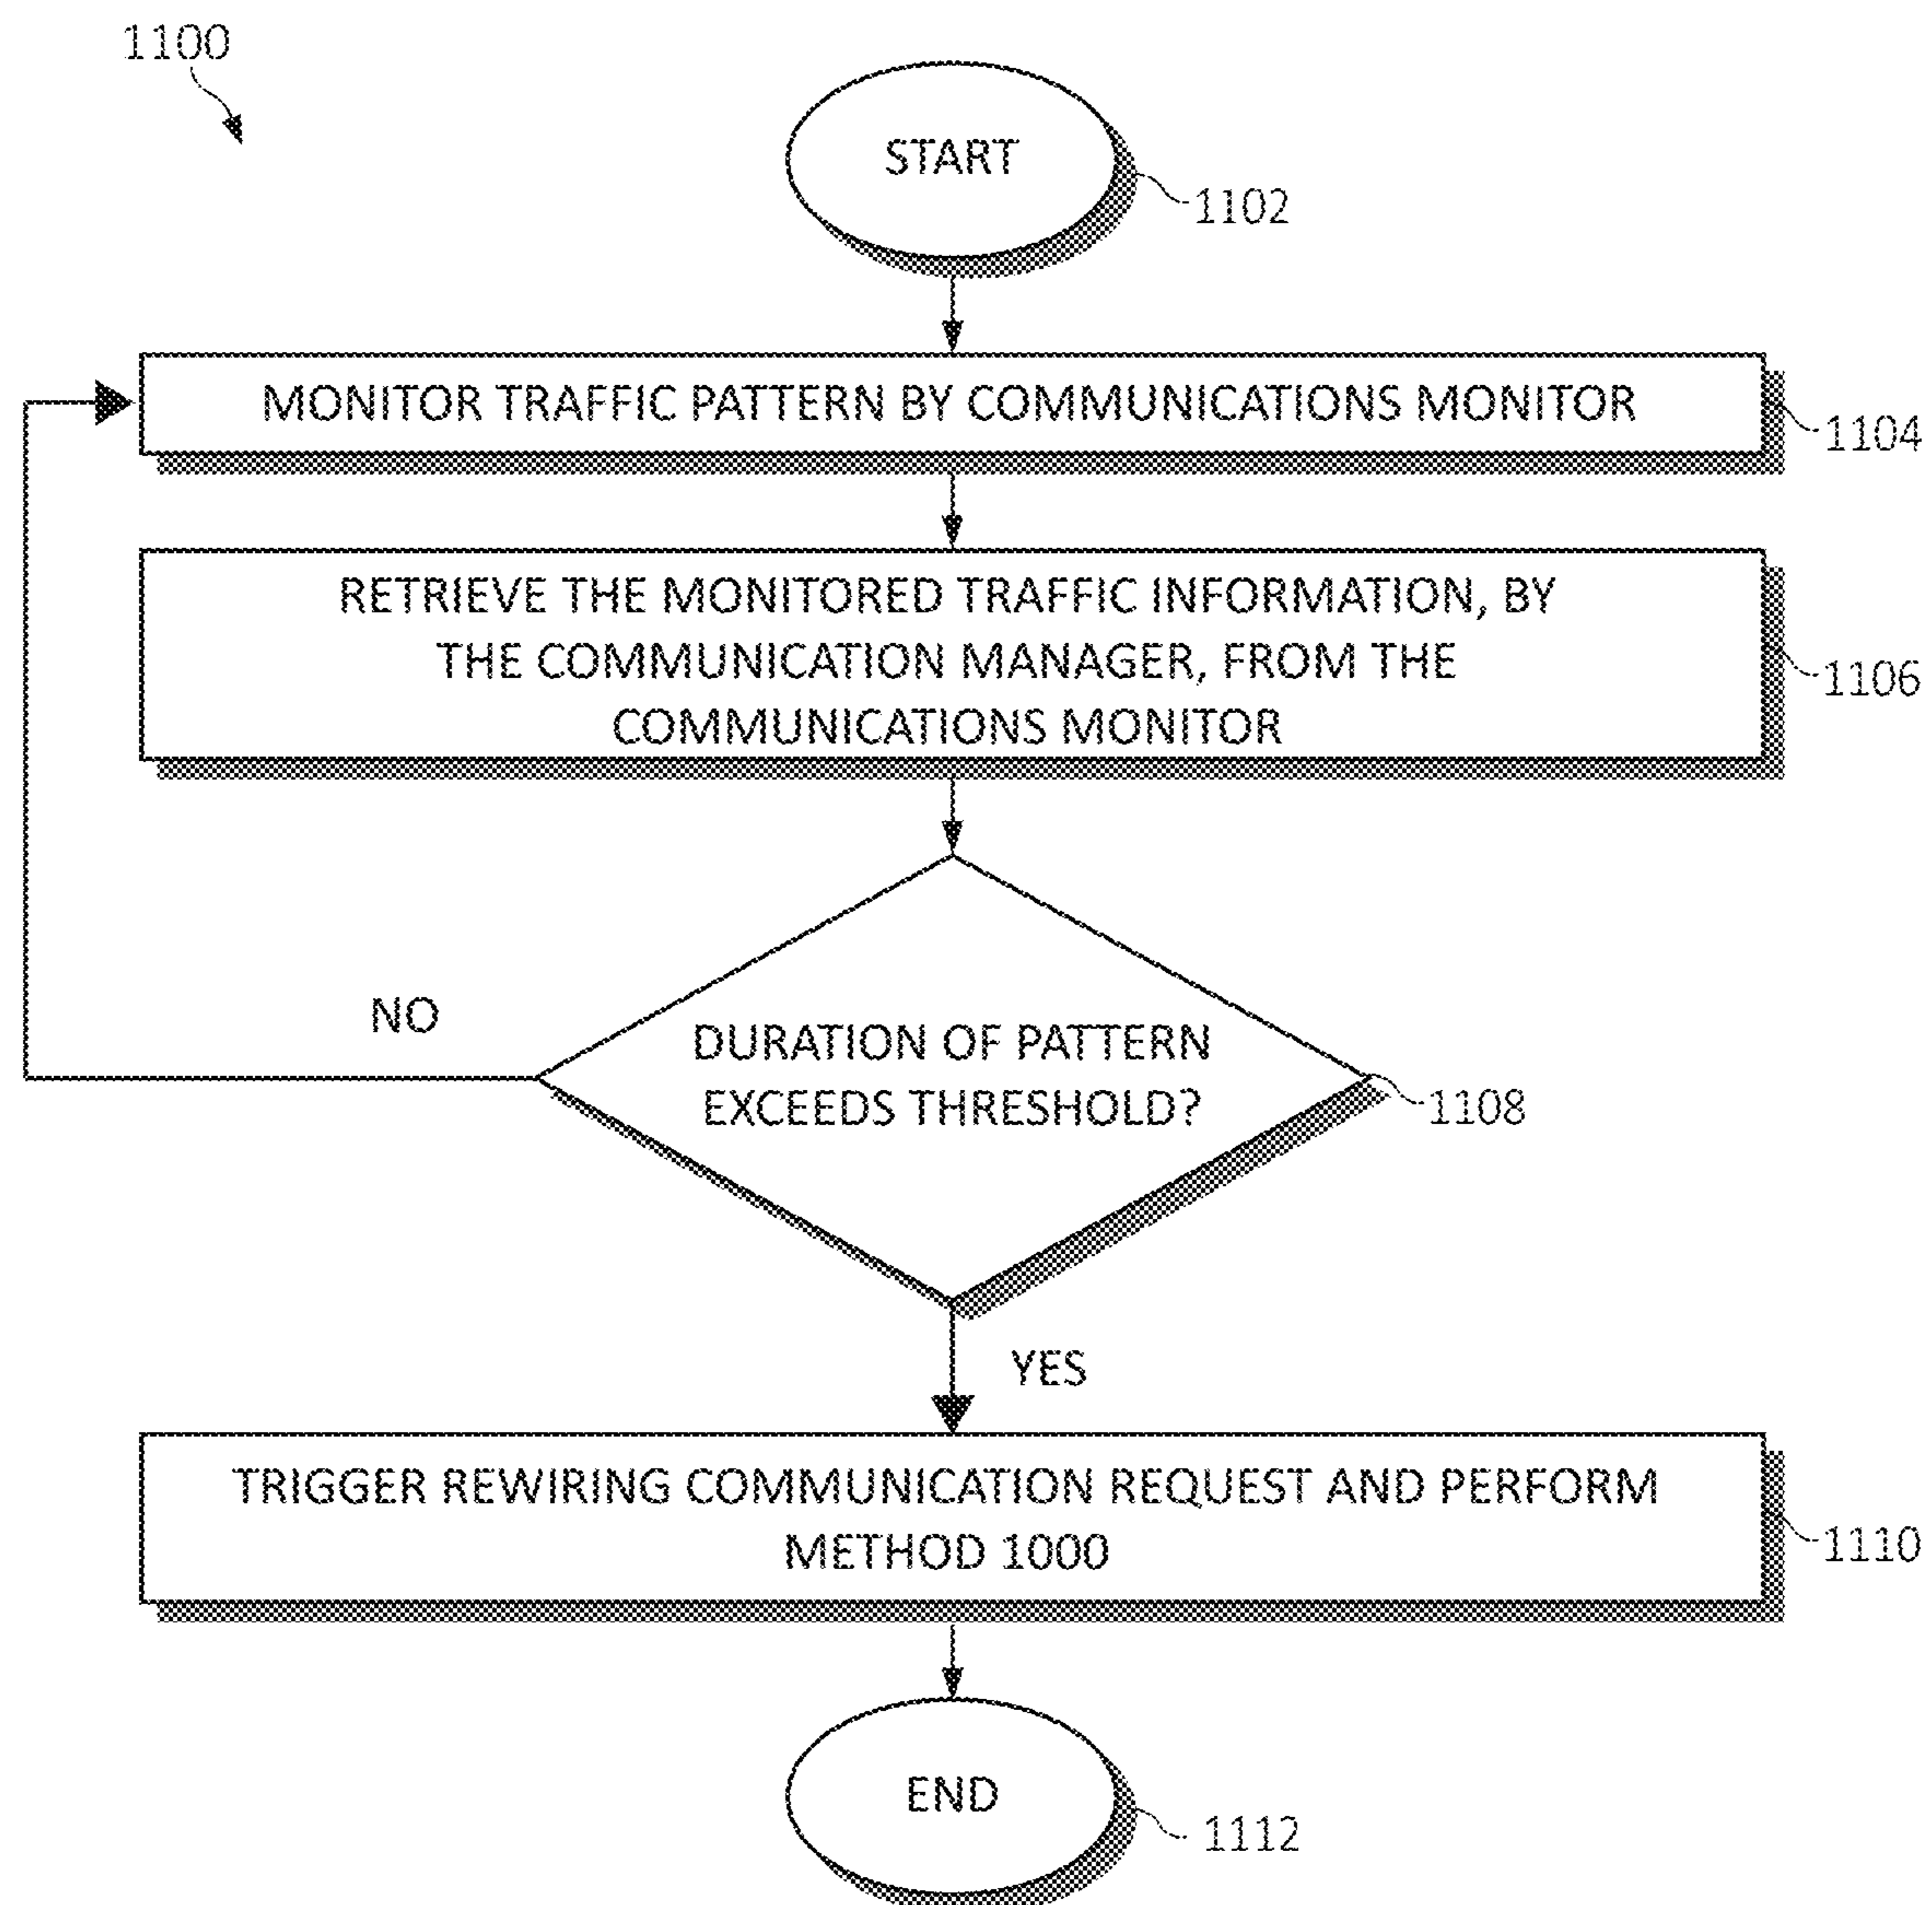 1100
START
1102
MONITOR TRAFFIC PATTERN BY COMMUNICATIONS MONITOR
1104
RETRIEVE THE MONITORED TRAFFIC INFORMATION, BY
THE COMMUNICATION MANAGER, FROM THE
COMMUNICATIONS MONITOR
1106
NO
DURATION OF PATTERN
EXCEEDS THRESHOLD?
1108
YES
TRIGGER REWIRING COMMUNICATION REQUEST AND PERFORM
METHOD 1000
1110
END
1112